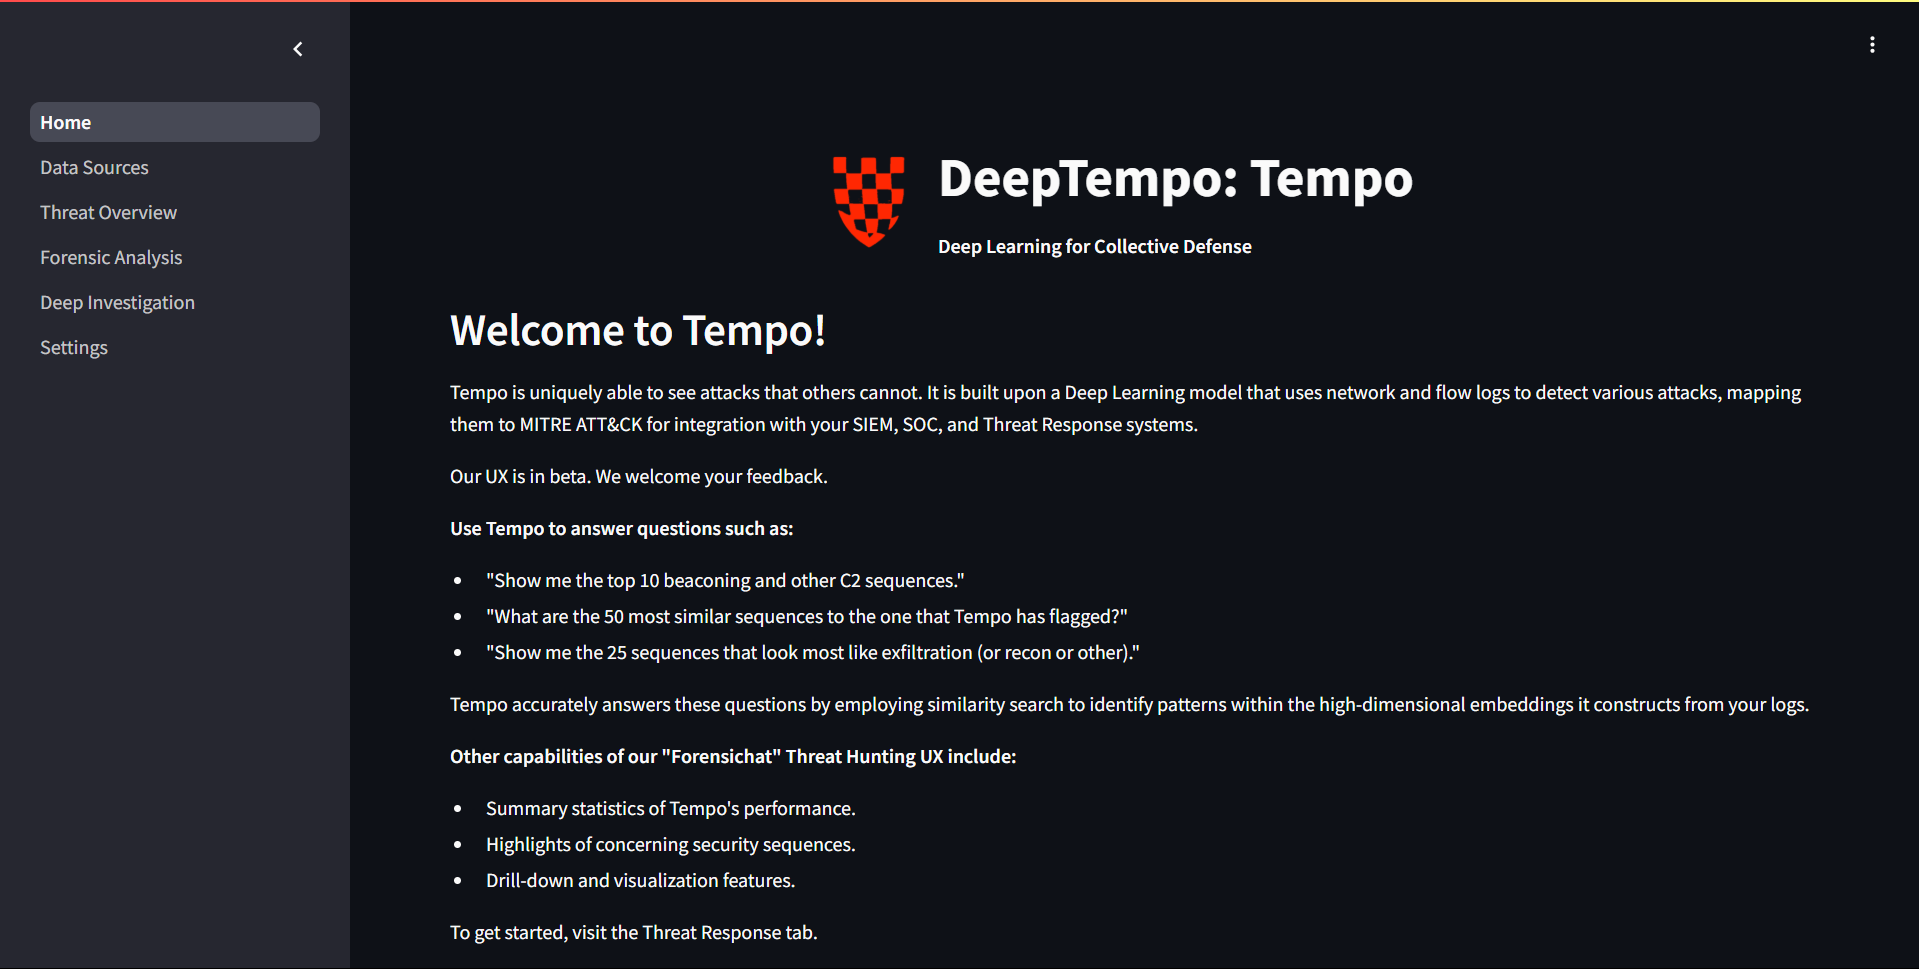 Home
Data Sources
Threat Overview
Forensic Analysis
Deep Investigation
Settings
DeepTempo: Tempo
Deep Learning for Collective Defense
Welcome to Tempo!
Tempo is uniquely able to see attacks that others cannot. It is built upon a Deep Learning model that uses network and flow logs to detect various attacks, mapping
them to MITRE ATT&CK for integration with your SIEM, SOC, and Threat Response systems.
Our UX is in beta. We welcome your feedback.
Use Tempo to answer questions such as:
• "Show me the top 10 beaconing and other C2 sequences."
• "What are the 50 most similar sequences to the one that Tempo has flagged?"
• "Show me the 25 sequences that look most like exfiltration (or recon or other)."
Tempo accurately answers these questions by employing similarity search to identify patterns within the high-dimensional embeddings it constructs from your logs.
Other capabilities of our "Forensichat" Threat Hunting UX include:
• Summary statistics of Tempo's performance.
• Highlights of concerning security sequences.
• Drill-down and visualization features.
To get started, visit the Threat Response tab.